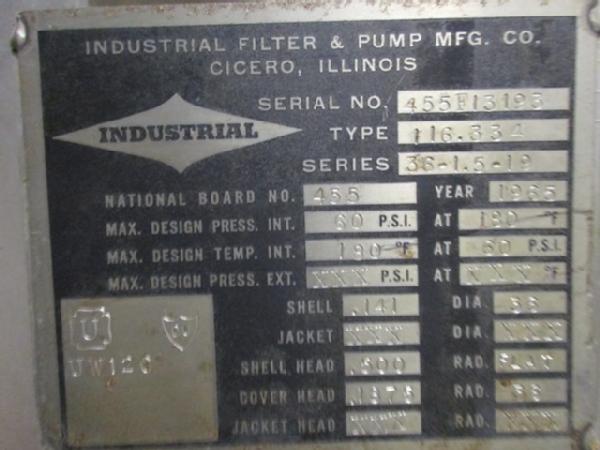 INDUSTRIAL FILTER & PUMP MFG. CO.
CICERO, ILLINOIS
INDUSTRIAL
SERIAL NO. 455F13193
TYPE 116.334
SERIES 36-1.5-19
NATIONAL BOARD NO. 455 YEAR 1965
MAX. DESIGN PRESS. INT. 60 P.S.I. AT 180 °F
MAX. DESIGN TEMP. INT. 180 °F AT 60 P.S.I.
MAX. DESIGN PRESS. EXT. XXX P.S.I. AT XXX °F
SHELL .141 DIA. 36
JACKET XXX DIA. XXX
SHELL HEAD .500 RAD. FLAT
COVER HEAD .1875 RAD. 36
JACKET HEAD XXX RAD. XXX
U
UW126